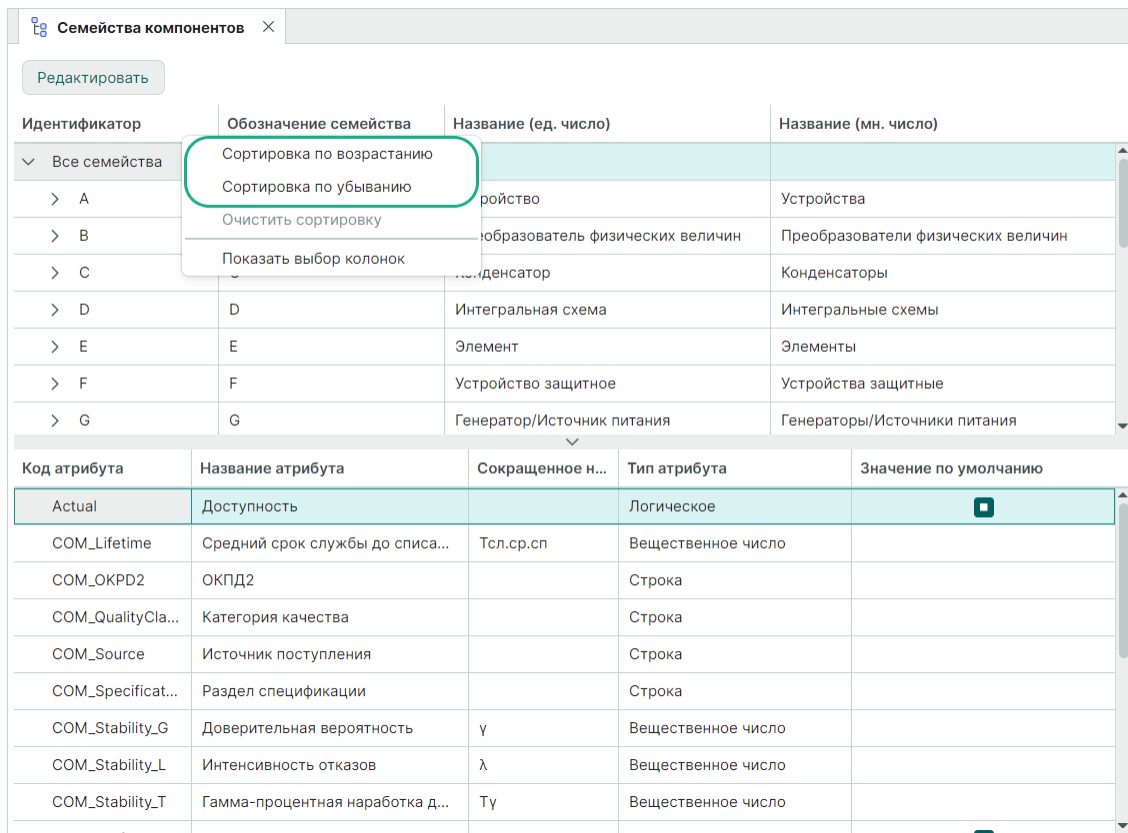 Семейства компонентов
Редактировать
Идентификатор Обозначение семейства Название (ед. число) Название (мн. число)
Все семейства
Сортировка по возрастанию
Сортировка по убыванию
Очистить сортировку
Показать выбор колонок
A Устройства
B физических величин Преобразователи физических величин
C Конденсаторы
D D Интегральная схема Интегральные схемы
E E Элемент Элементы
F F Устройство защитное Устройства защитные
G G Генератор/Источник питания Генераторы/Источники питания
Код атрибута Название атрибута Сокращенное н... Тип атрибута Значение по умолчанию
Actual Доступность Логическое
COM_Lifetime Средний срок службы до списа... Тсл.ср.сп Вещественное число
COM_OKPD2 ОКПД2 Строка
COM_QualityCla... Категория качества Строка
COM_Source Источник поступления Строка
COM_Specificat... Раздел спецификации Строка
COM_Stability_G Доверительная вероятность γ Вещественное число
COM_Stability_L Интенсивность отказов λ Вещественное число
COM_Stability_T Гамма-процентная наработка д... Tγ Вещественное число